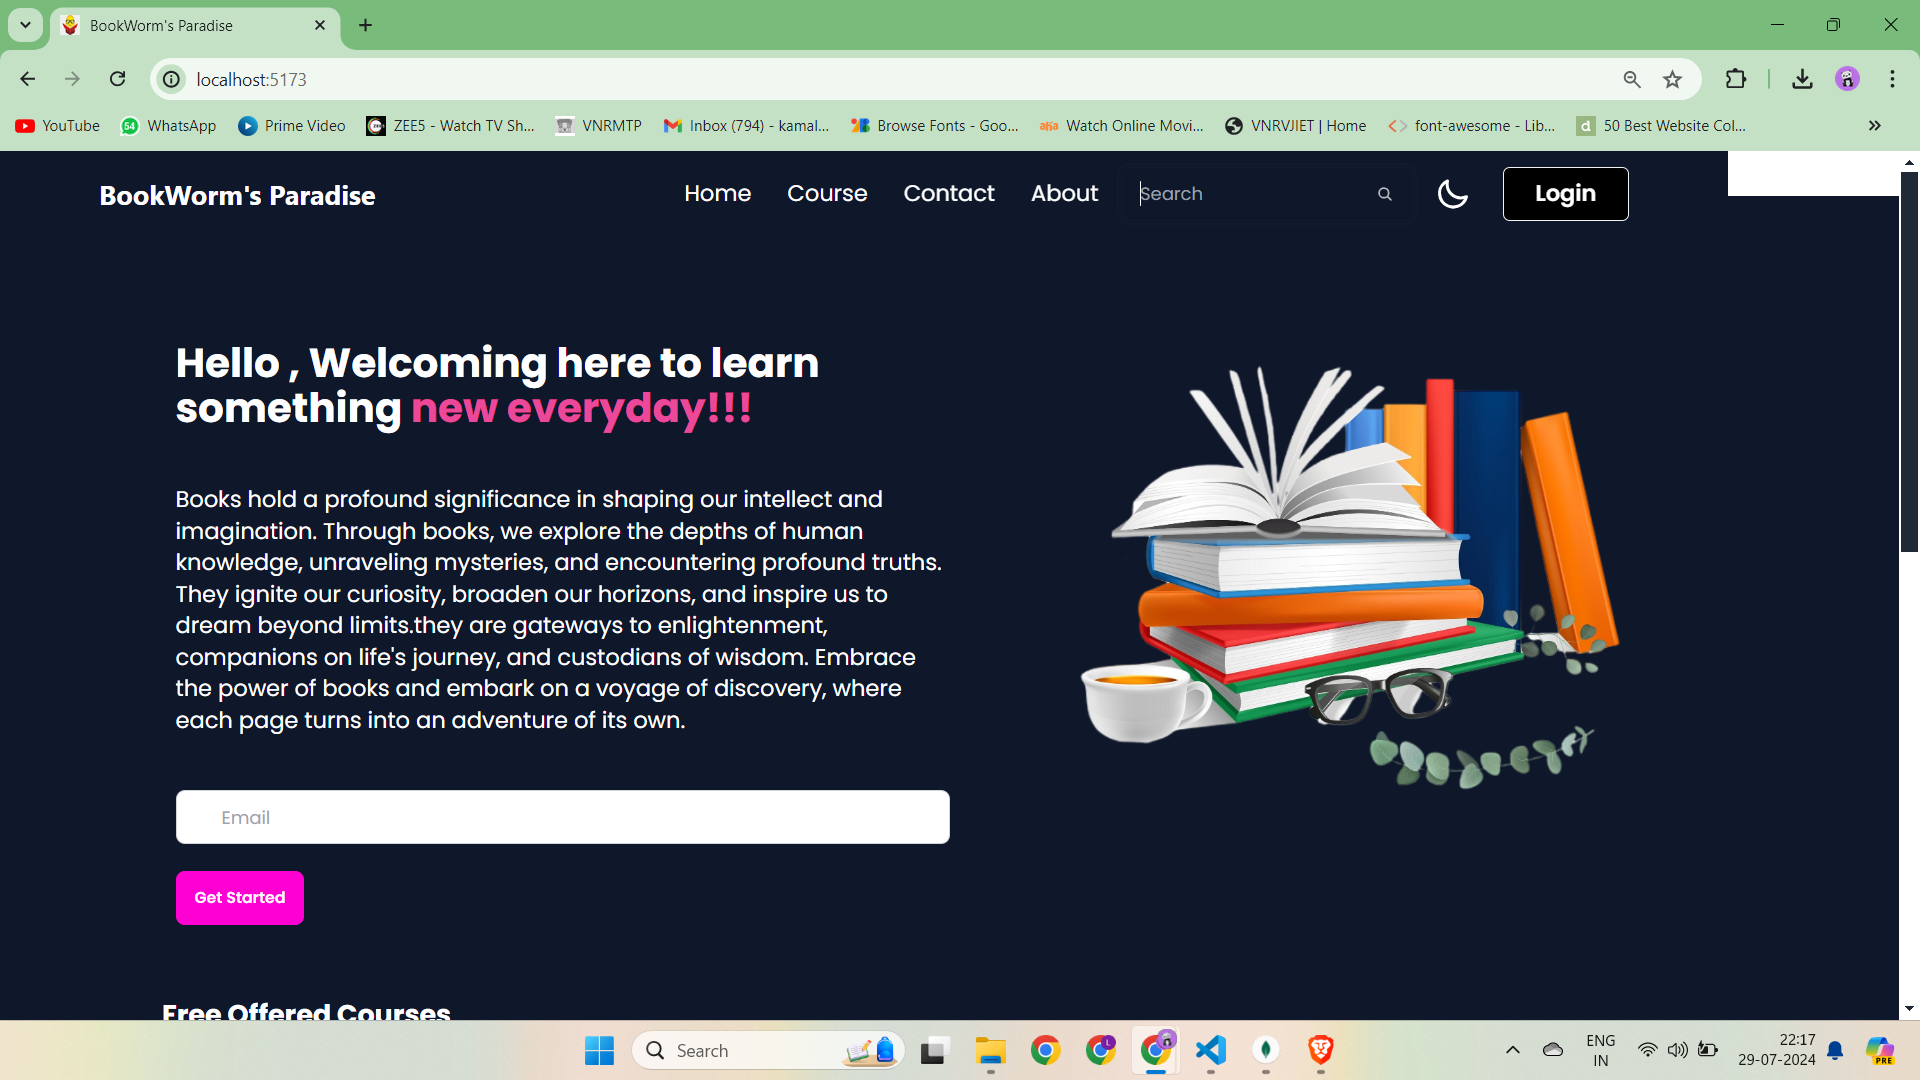 BookWorm's Paradise
localhost:5173
YouTube 54 WhatsApp Prime Video ZEE5 - Watch TV Sh... VNRMTP Inbox (794) - kamal... Browse Fonts - Goo... aha Watch Online Movi... VNRVJIET | Home font-awesome - Lib... d 50 Best Website Col... »
BookWorm's Paradise Home Course Contact About Search Login
Hello , Welcoming here to learn
something new everyday!!!
Books hold a profound significance in shaping our intellect and
imagination. Through books, we explore the depths of human
knowledge, unraveling mysteries, and encountering profound truths.
They ignite our curiosity, broaden our horizons, and inspire us to
dream beyond limits.they are gateways to enlightenment,
companions on life's journey, and custodians of wisdom. Embrace
the power of books and embark on a voyage of discovery, where
each page turns into an adventure of its own.
Email
Get Started
Free Offered Courses
Search
L
ENG
IN
22:17
29-07-2024
PRE